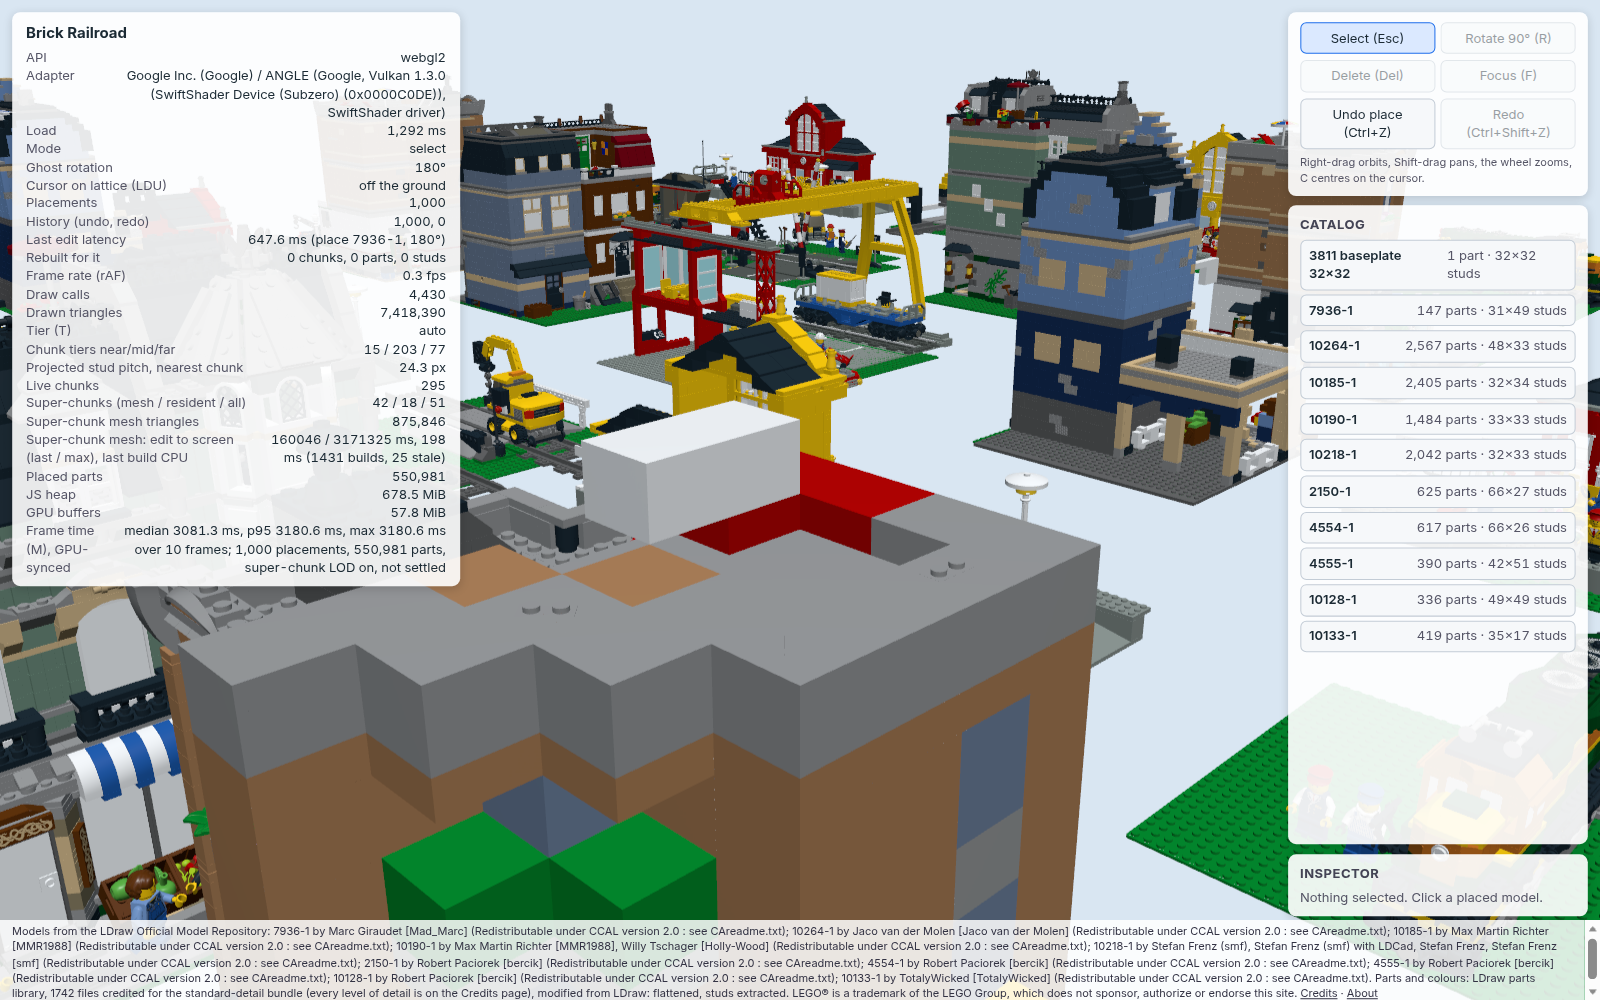 Brick Railroad
API webgl2
Adapter Google Inc. (Google) / ANGLE (Google, Vulkan 1.3.0
(SwiftShader Device (Subzero) (0x0000C0DE)),
SwiftShader driver)
Load 1,292 ms
Mode select
Ghost rotation 180°
Cursor on lattice (LDU) off the ground
Placements 1,000
History (undo, redo) 1,000, 0
Last edit latency 647.6 ms (place 7936-1, 180°)
Rebuilt for it 0 chunks, 0 parts, 0 studs
Frame rate (rAF) 0.3 fps
Draw calls 4,430
Drawn triangles 7,418,390
Tier (T) auto
Chunk tiers near/mid/far 15 / 203 / 77
Projected stud pitch, nearest chunk 24.3 px
Live chunks 295
Super-chunks (mesh / resident / all) 42 / 18 / 51
Super-chunk mesh triangles 875,846
Super-chunk mesh: edit to screen 160046 / 3171325 ms, 198
(last / max), last build CPU ms (1431 builds, 25 stale)
Placed parts 550,981
JS heap 678.5 MiB
GPU buffers 57.8 MiB
Frame time median 3081.3 ms, p95 3180.6 ms, max 3180.6 ms
(M), GPU- over 10 frames; 1,000 placements, 550,981 parts,
synced super-chunk LOD on, not settled
Select (Esc) Rotate 90° (R)
Delete (Del) Focus (F)
Undo place Redo
(Ctrl+Z) (Ctrl+Shift+Z)
Right-drag orbits, Shift-drag pans, the wheel zooms,
C centres on the cursor.
CATALOG
3811 baseplate 1 part · 32×32
32×32 studs
7936-1 147 parts · 31×49 studs
10264-1 2,567 parts · 48×33 studs
10185-1 2,405 parts · 32×34 studs
10190-1 1,484 parts · 33×33 studs
10218-1 2,042 parts · 32×33 studs
2150-1 625 parts · 66×27 studs
4554-1 617 parts · 66×26 studs
4555-1 390 parts · 42×51 studs
10128-1 336 parts · 49×49 studs
10133-1 419 parts · 35×17 studs
INSPECTOR
Nothing selected. Click a placed model.
Models from the LDraw Official Model Repository: 7936-1 by Marc Giraudet [Mad_Marc] (Redistributable under CCAL version 2.0 : see CAreadme.txt); 10264-1 by Jaco van der Molen [Jaco van der Molen] (Redistributable under CCAL version 2.0 : see CAreadme.txt); 10185-1 by Max Martin Richter
[MMR1988] (Redistributable under CCAL version 2.0 : see CAreadme.txt); 10190-1 by Max Martin Richter [MMR1988], Willy Tschager [Holly-Wood] (Redistributable under CCAL version 2.0 : see CAreadme.txt); 10218-1 by Stefan Frenz (smf), Stefan Frenz (smf) with LDCad, Stefan Frenz, Stefan Frenz
[smf] (Redistributable under CCAL version 2.0 : see CAreadme.txt); 2150-1 by Robert Paciorek [bercik] (Redistributable under CCAL version 2.0 : see CAreadme.txt); 4554-1 by Robert Paciorek [bercik] (Redistributable under CCAL version 2.0 : see CAreadme.txt); 4555-1 by Robert Paciorek [bercik]
(Redistributable under CCAL version 2.0 : see CAreadme.txt); 10128-1 by Robert Paciorek [bercik] (Redistributable under CCAL version 2.0 : see CAreadme.txt); 10133-1 by TotalyWicked [TotalyWicked] (Redistributable under CCAL version 2.0 : see CAreadme.txt). Parts and colours: LDraw parts
library, 1742 files credited for the standard-detail bundle (every level of detail is on the Credits page), modified from LDraw: flattened, studs extracted. LEGO® is a trademark of the LEGO Group, which does not sponsor, authorize or endorse this site. Credits · About